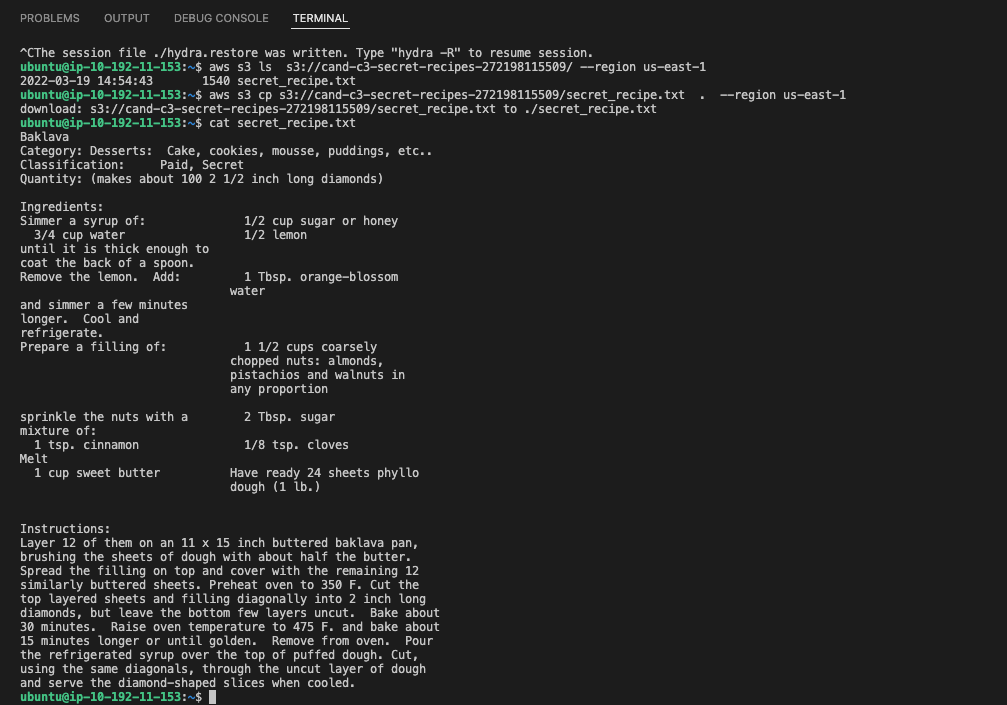 PROBLEMS OUTPUT DEBUG CONSOLE TERMINAL
^CThe session file ./hydra.restore was written. Type "hydra -R" to resume session.
ubuntu@ip-10-192-11-153:~$ aws s3 ls  s3://cand-c3-secret-recipes-272198115509/ --region us-east-1
2022-03-19 14:54:43       1540 secret_recipe.txt
ubuntu@ip-10-192-11-153:~$ aws s3 cp s3://cand-c3-secret-recipes-272198115509/secret_recipe.txt  .  --region us-east-1
download: s3://cand-c3-secret-recipes-272198115509/secret_recipe.txt to ./secret_recipe.txt
ubuntu@ip-10-192-11-153:~$ cat secret_recipe.txt
Baklava
Category: Desserts:  Cake, cookies, mousse, puddings, etc..
Classification:     Paid, Secret
Quantity: (makes about 100 2 1/2 inch long diamonds)
Ingredients:
Simmer a syrup of:              1/2 cup sugar or honey
  3/4 cup water                 1/2 lemon
until it is thick enough to
coat the back of a spoon.
Remove the lemon.  Add:         1 Tbsp. orange-blossom
                              water
and simmer a few minutes
longer.  Cool and
refrigerate.
Prepare a filling of:           1 1/2 cups coarsely
                              chopped nuts: almonds,
                              pistachios and walnuts in
                              any proportion
sprinkle the nuts with a        2 Tbsp. sugar
mixture of:
  1 tsp. cinnamon               1/8 tsp. cloves
Melt
  1 cup sweet butter          Have ready 24 sheets phyllo
                              dough (1 lb.)
Instructions:
Layer 12 of them on an 11 x 15 inch buttered baklava pan,
brushing the sheets of dough with about half the butter.
Spread the filling on top and cover with the remaining 12
similarly buttered sheets. Preheat oven to 350 F. Cut the
top layered sheets and filling diagonally into 2 inch long
diamonds, but leave the bottom few layers uncut.  Bake about
30 minutes.  Raise oven temperature to 475 F. and bake about
15 minutes longer or until golden.  Remove from oven.  Pour
the refrigerated syrup over the top of puffed dough. Cut,
using the same diagonals, through the uncut layer of dough
and serve the diamond-shaped slices when cooled.
ubuntu@ip-10-192-11-153:~$